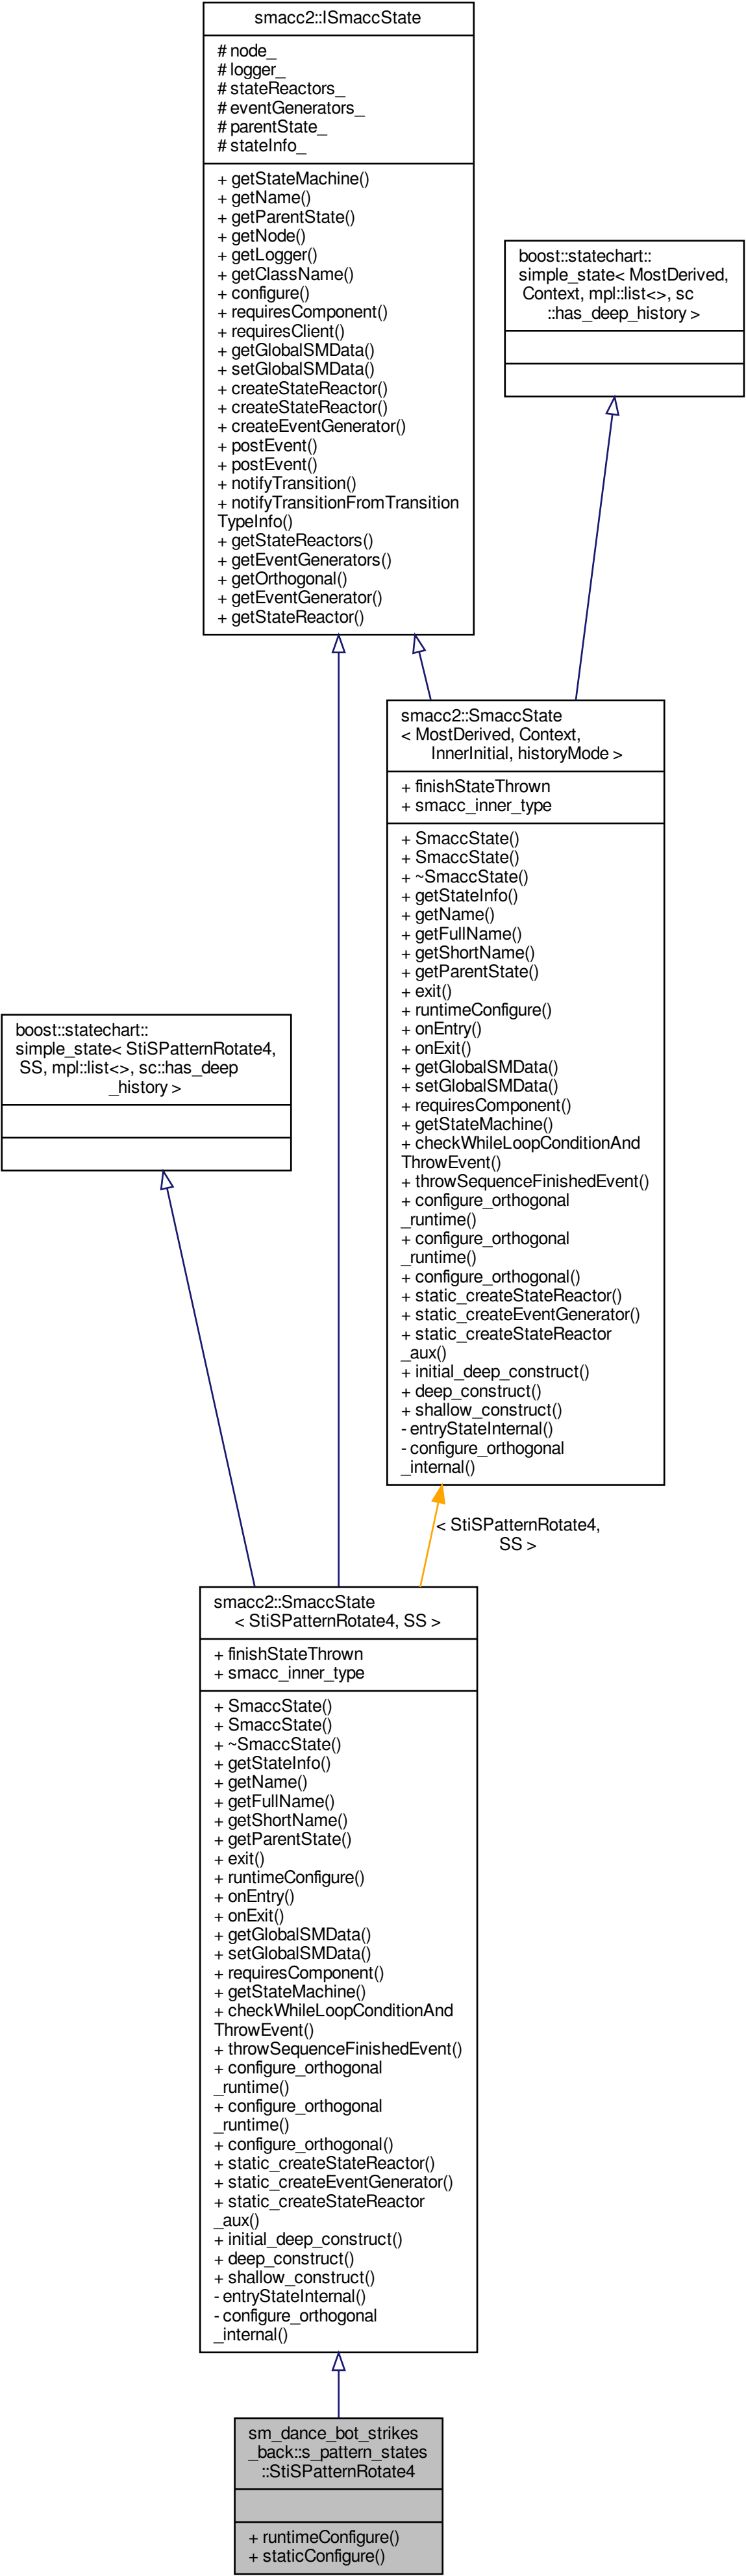 smacc2::ISmaccState
# node_
# logger_
# stateReactors_
# eventGenerators_
# parentState_
# stateInfo_
+ getStateMachine()
+ getName()
+ getParentState()
+ getNode()
+ getLogger()
+ getClassName()
+ configure()
+ requiresComponent()
+ requiresClient()
+ getGlobalSMData()
+ setGlobalSMData()
+ createStateReactor()
+ createStateReactor()
+ createEventGenerator()
+ postEvent()
+ postEvent()
+ notifyTransition()
+ notifyTransitionFromTransition
TypeInfo()
+ getStateReactors()
+ getEventGenerators()
+ getOrthogonal()
+ getEventGenerator()
+ getStateReactor()
boost::statechart::
simple_state< MostDerived,
Context, mpl::list<>, sc
::has_deep_history >
smacc2::SmaccState
< MostDerived, Context,
InnerInitial, historyMode >
+ finishStateThrown
+ smacc_inner_type
+ SmaccState()
+ SmaccState()
+ ~SmaccState()
+ getStateInfo()
+ getName()
+ getFullName()
+ getShortName()
+ getParentState()
+ exit()
+ runtimeConfigure()
+ onEntry()
+ onExit()
+ getGlobalSMData()
+ setGlobalSMData()
+ requiresComponent()
+ getStateMachine()
+ checkWhileLoopConditionAnd
ThrowEvent()
+ throwSequenceFinishedEvent()
+ configure_orthogonal
_runtime()
+ configure_orthogonal
_runtime()
+ configure_orthogonal()
+ static_createStateReactor()
+ static_createEventGenerator()
+ static_createStateReactor
_aux()
+ initial_deep_construct()
+ deep_construct()
+ shallow_construct()
- entryStateInternal()
- configure_orthogonal
_internal()
boost::statechart::
simple_state< StiSPatternRotate4,
SS, mpl::list<>, sc::has_deep
_history >
< StiSPatternRotate4,
SS >
smacc2::SmaccState
< StiSPatternRotate4, SS >
+ finishStateThrown
+ smacc_inner_type
+ SmaccState()
+ SmaccState()
+ ~SmaccState()
+ getStateInfo()
+ getName()
+ getFullName()
+ getShortName()
+ getParentState()
+ exit()
+ runtimeConfigure()
+ onEntry()
+ onExit()
+ getGlobalSMData()
+ setGlobalSMData()
+ requiresComponent()
+ getStateMachine()
+ checkWhileLoopConditionAnd
ThrowEvent()
+ throwSequenceFinishedEvent()
+ configure_orthogonal
_runtime()
+ configure_orthogonal
_runtime()
+ configure_orthogonal()
+ static_createStateReactor()
+ static_createEventGenerator()
+ static_createStateReactor
_aux()
+ initial_deep_construct()
+ deep_construct()
+ shallow_construct()
- entryStateInternal()
- configure_orthogonal
_internal()
sm_dance_bot_strikes
_back::s_pattern_states
::StiSPatternRotate4
+ runtimeConfigure()
+ staticConfigure()